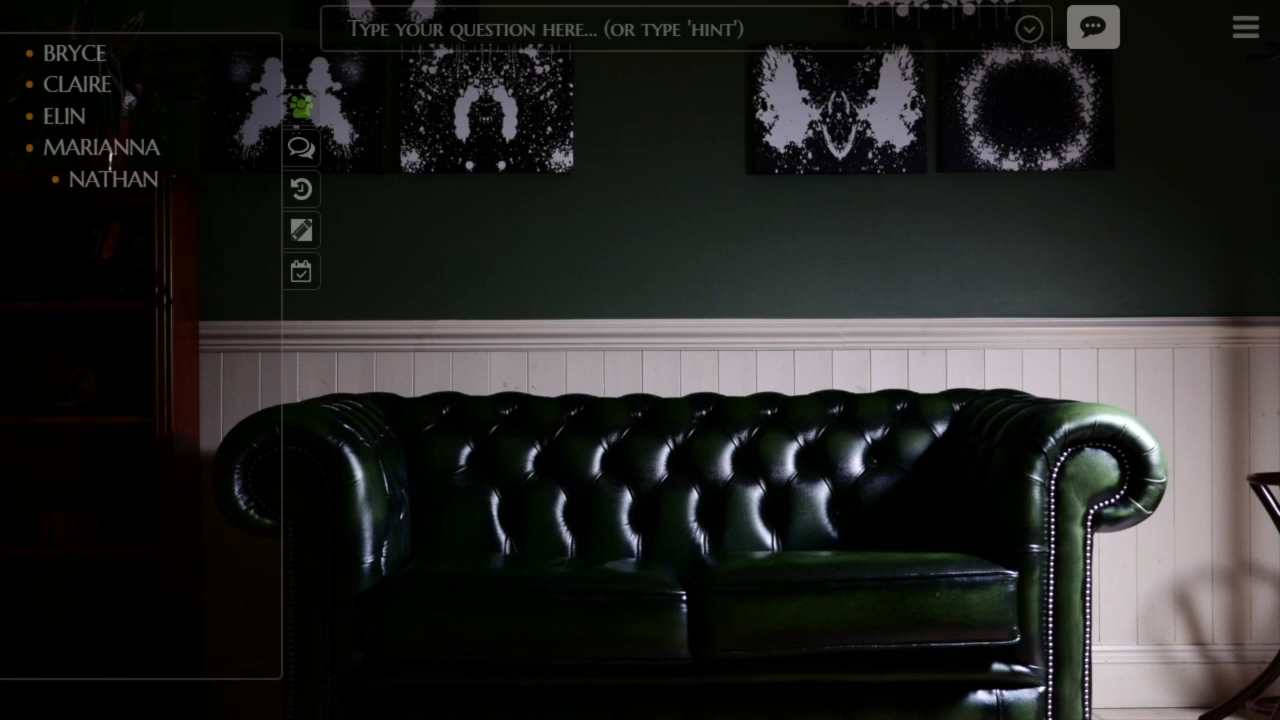 Type your question here... (or type 'hint')
BRYCE
CLAIRE
ELIN
MARIANNA
NATHAN